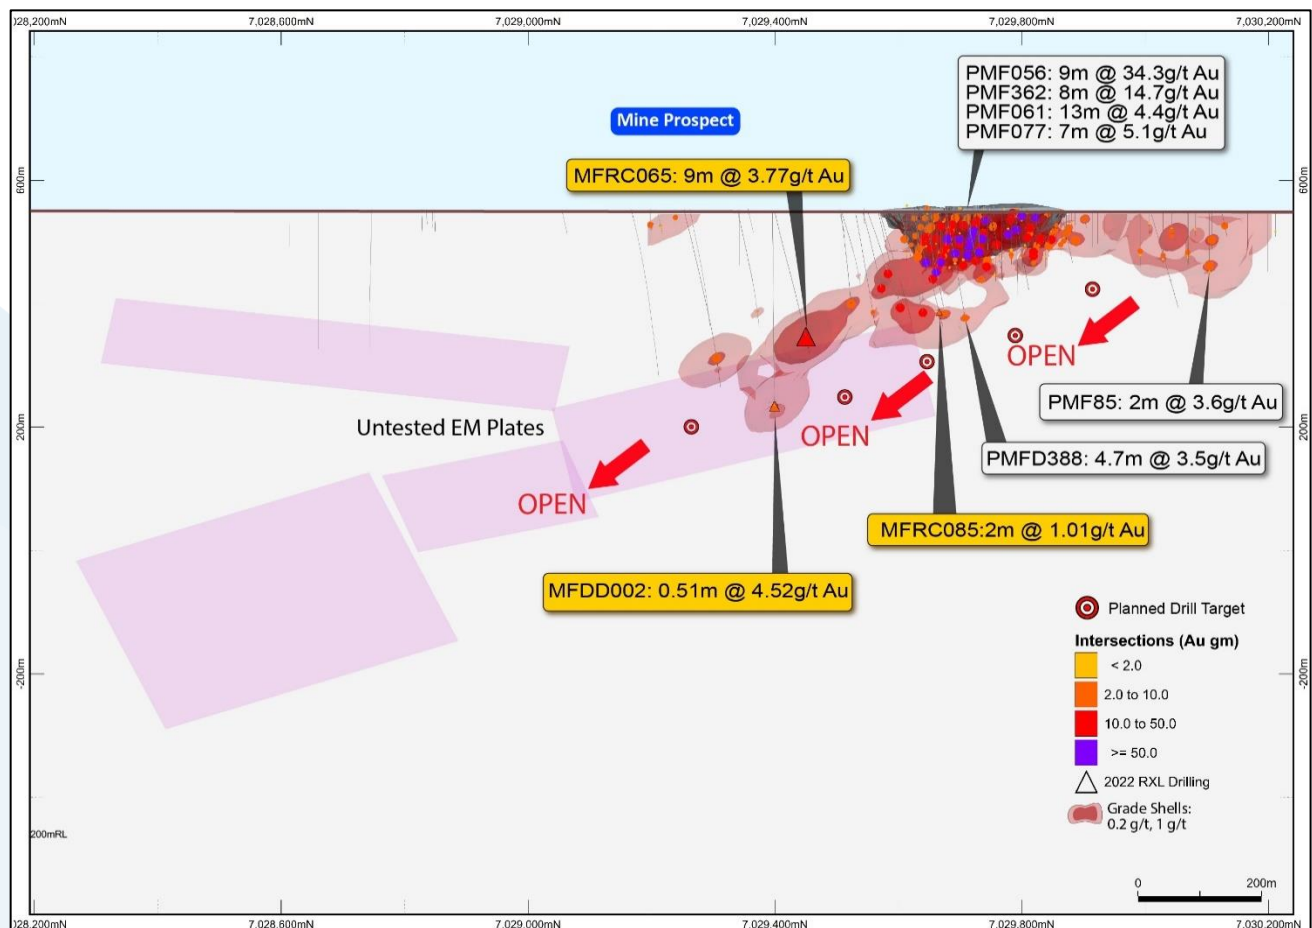 028,200mN 7,028,600mN 7,029,000mN 7,029,400mN 7,029,800mN 7,030,200mN
PMF056: 9m @ 34.3g/t Au
PMF362: 8m @ 14.7g/t Au
PMF061: 13m @ 4.4g/t Au
PMF077: 7m @ 5.1g/t Au
Mine Prospect
MFRC065: 9m @ 3.77g/t Au
600m 600m
OPEN
PMF85: 2m @ 3.6g/t Au
Untested EM Plates
200m 200m
OPEN
PMFD388: 4.7m @ 3.5g/t Au
OPEN
MFRC085:2m @ 1.01g/t Au
MFDD002: 0.51m @ 4.52g/t Au
Planned Drill Target
Intersections (Au gm)
< 2.0
-200m -200m
2.0 to 10.0
10.0 to 50.0
>= 50.0
2022 RXL Drilling
Grade Shells:
0.2 g/t, 1 g/t
200mRL
0 200m
028,200mN 7,028,600mN 7,029,000mN 7,029,400mN 7,029,800mN 7,030,200mN